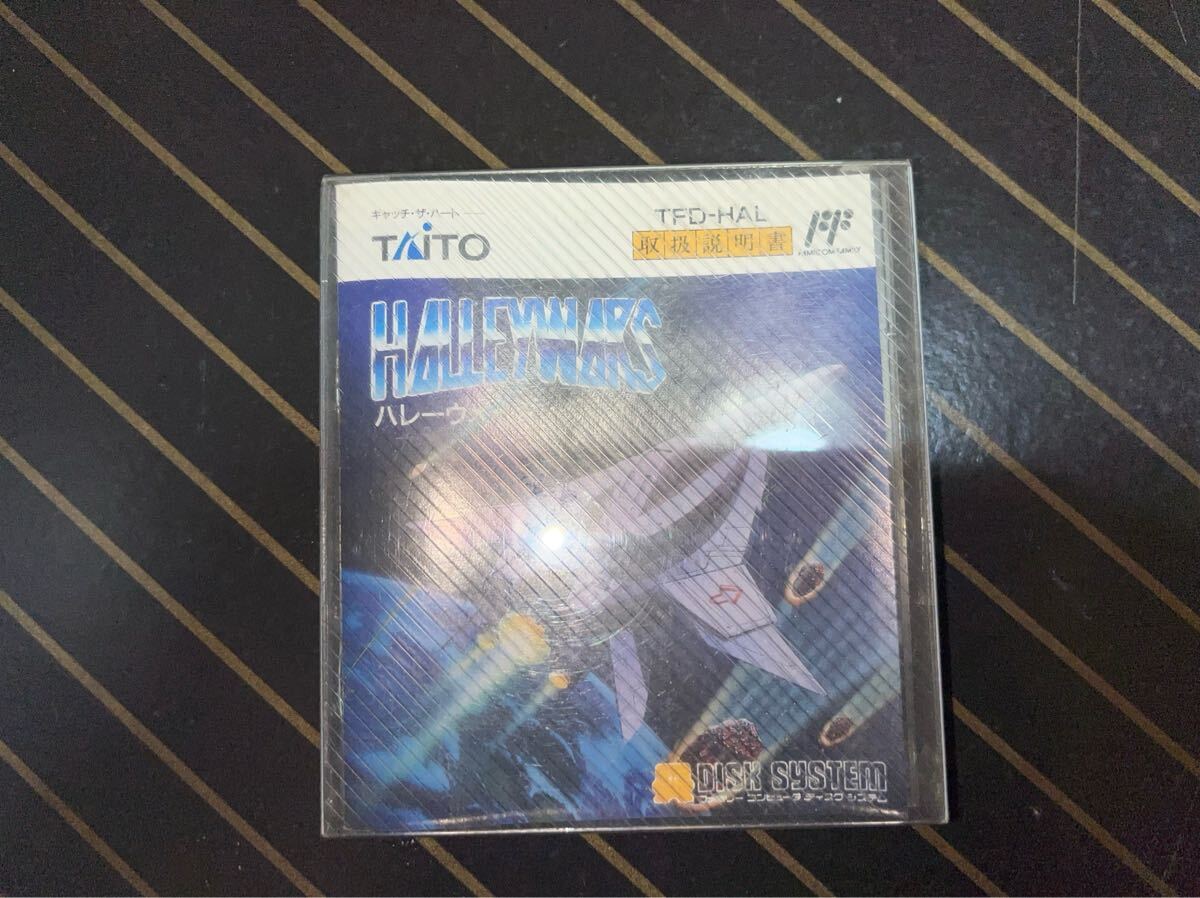 キャッチ・ザ・ハート
TAITO
TFD-HAL
取扱説明書
FAMICOM FAMILY
HALLEYWARS
ハレーウ
DISK SYSTEM
ファミリー コンピュータ ディスク システム